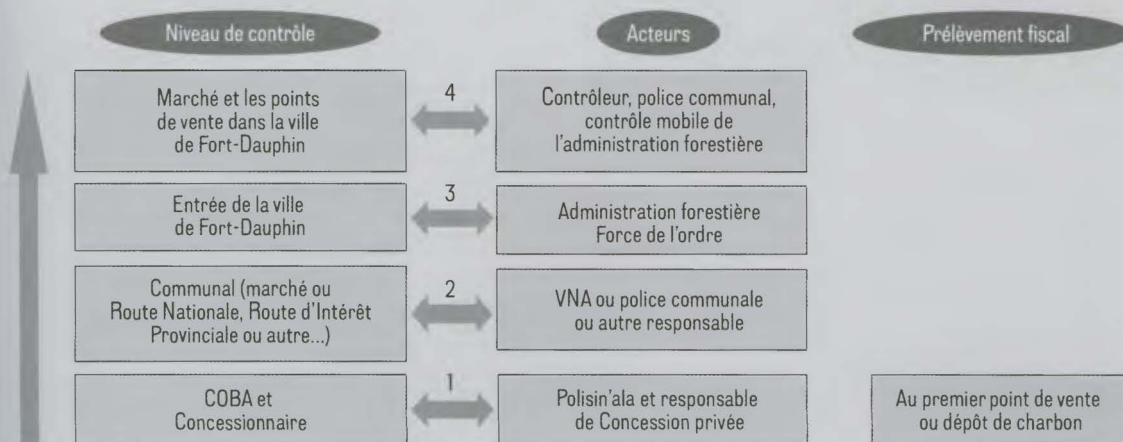 Niveau de contrôle
Acteurs
Prélèvement fiscal
Marché et les points
de vente dans la ville
de Fort-Dauphin
4
Contrôleur, police communal,
contrôle mobile de
l'administration forestière
Entrée de la ville
de Fort-Dauphin
3
Administration forestière
Force de l'ordre
Communal (marché ou
Route Nationale, Route d'Intérêt
Provinciale ou autre...)
2
VNA ou police communale
ou autre responsable
COBA et
Concessionnaire
1
Polisin'ala et responsable
de Concession privée
Au premier point de vente
ou dépôt de charbon